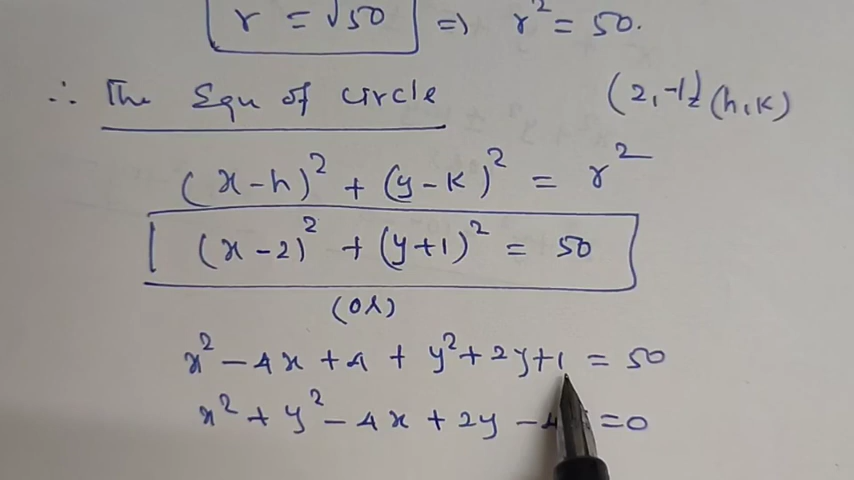 r = √50 ⇒ r² = 50.
∴ The Equ of circle (2,-1) (h,k)
(x-h)² + (y-k)² = r²
(x-2)² + (y+1)² = 50
(or)
x² - 4x + 4 + y² + 2y + 1 = 50
x² + y² - 4x + 2y - 4 = 0